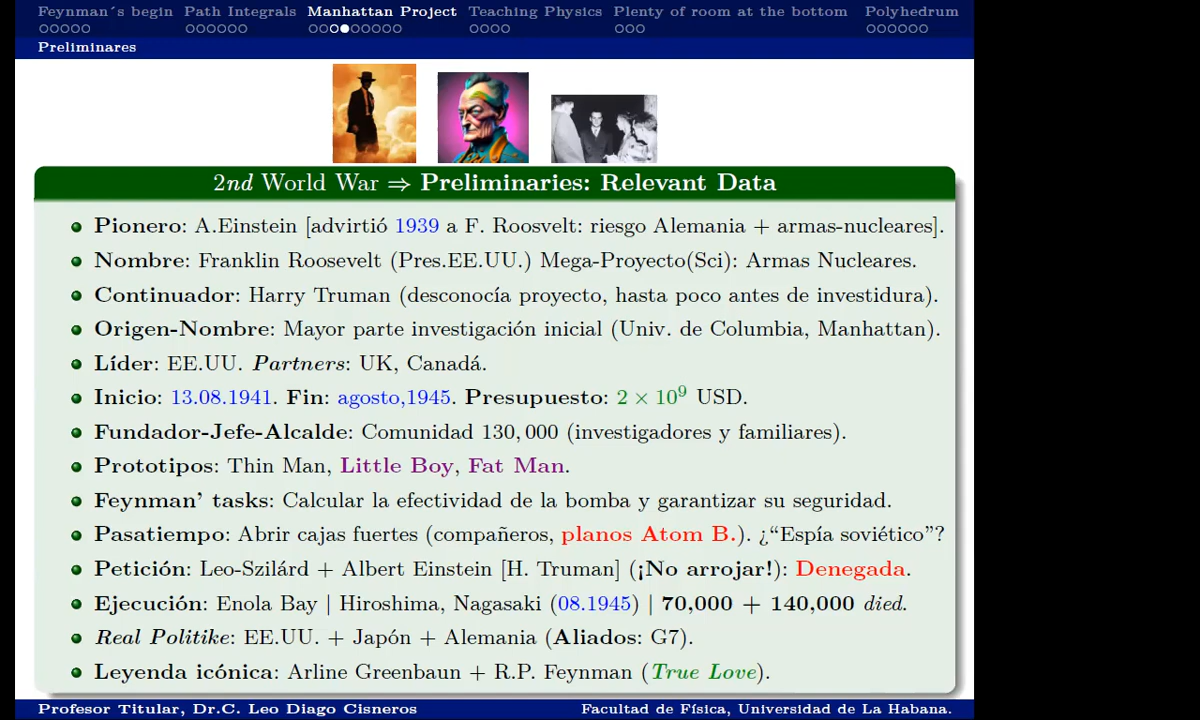 Feynman´s begin Path Integrals Manhattan Project Teaching Physics Plenty of room at the bottom Polyhedrum
Preliminares
2nd World War ⇒ Preliminaries: Relevant Data
Pionero: A.Einstein [advirtió 1939 a F. Roosvelt: riesgo Alemania + armas-nucleares].
Nombre: Franklin Roosevelt (Pres.EE.UU.) Mega-Proyecto(Sci): Armas Nucleares.
Continuador: Harry Truman (desconocía proyecto, hasta poco antes de investidura).
Origen-Nombre: Mayor parte investigación inicial (Univ. de Columbia, Manhattan).
Líder: EE.UU. Partners: UK, Canadá.
Inicio: 13.08.1941. Fin: agosto,1945. Presupuesto: 2 × 10⁹ USD.
Fundador-Jefe-Alcalde: Comunidad 130,000 (investigadores y familiares).
Prototipos: Thin Man, Little Boy, Fat Man.
Feynman' tasks: Calcular la efectividad de la bomba y garantizar su seguridad.
Pasatiempo: Abrir cajas fuertes (compañeros, planos Atom B.). ¿“Espía soviético”?
Petición: Leo-Szilárd + Albert Einstein [H. Truman] (¡No arrojar!): Denegada.
Ejecución: Enola Bay | Hiroshima, Nagasaki (08.1945) | 70,000 + 140,000 died.
Real Politike: EE.UU. + Japón + Alemania (Aliados: G7).
Leyenda icónica: Arline Greenbaun + R.P. Feynman (True Love).
Profesor Titular, Dr.C. Leo Diago Cisneros Facultad de Física, Universidad de La Habana.